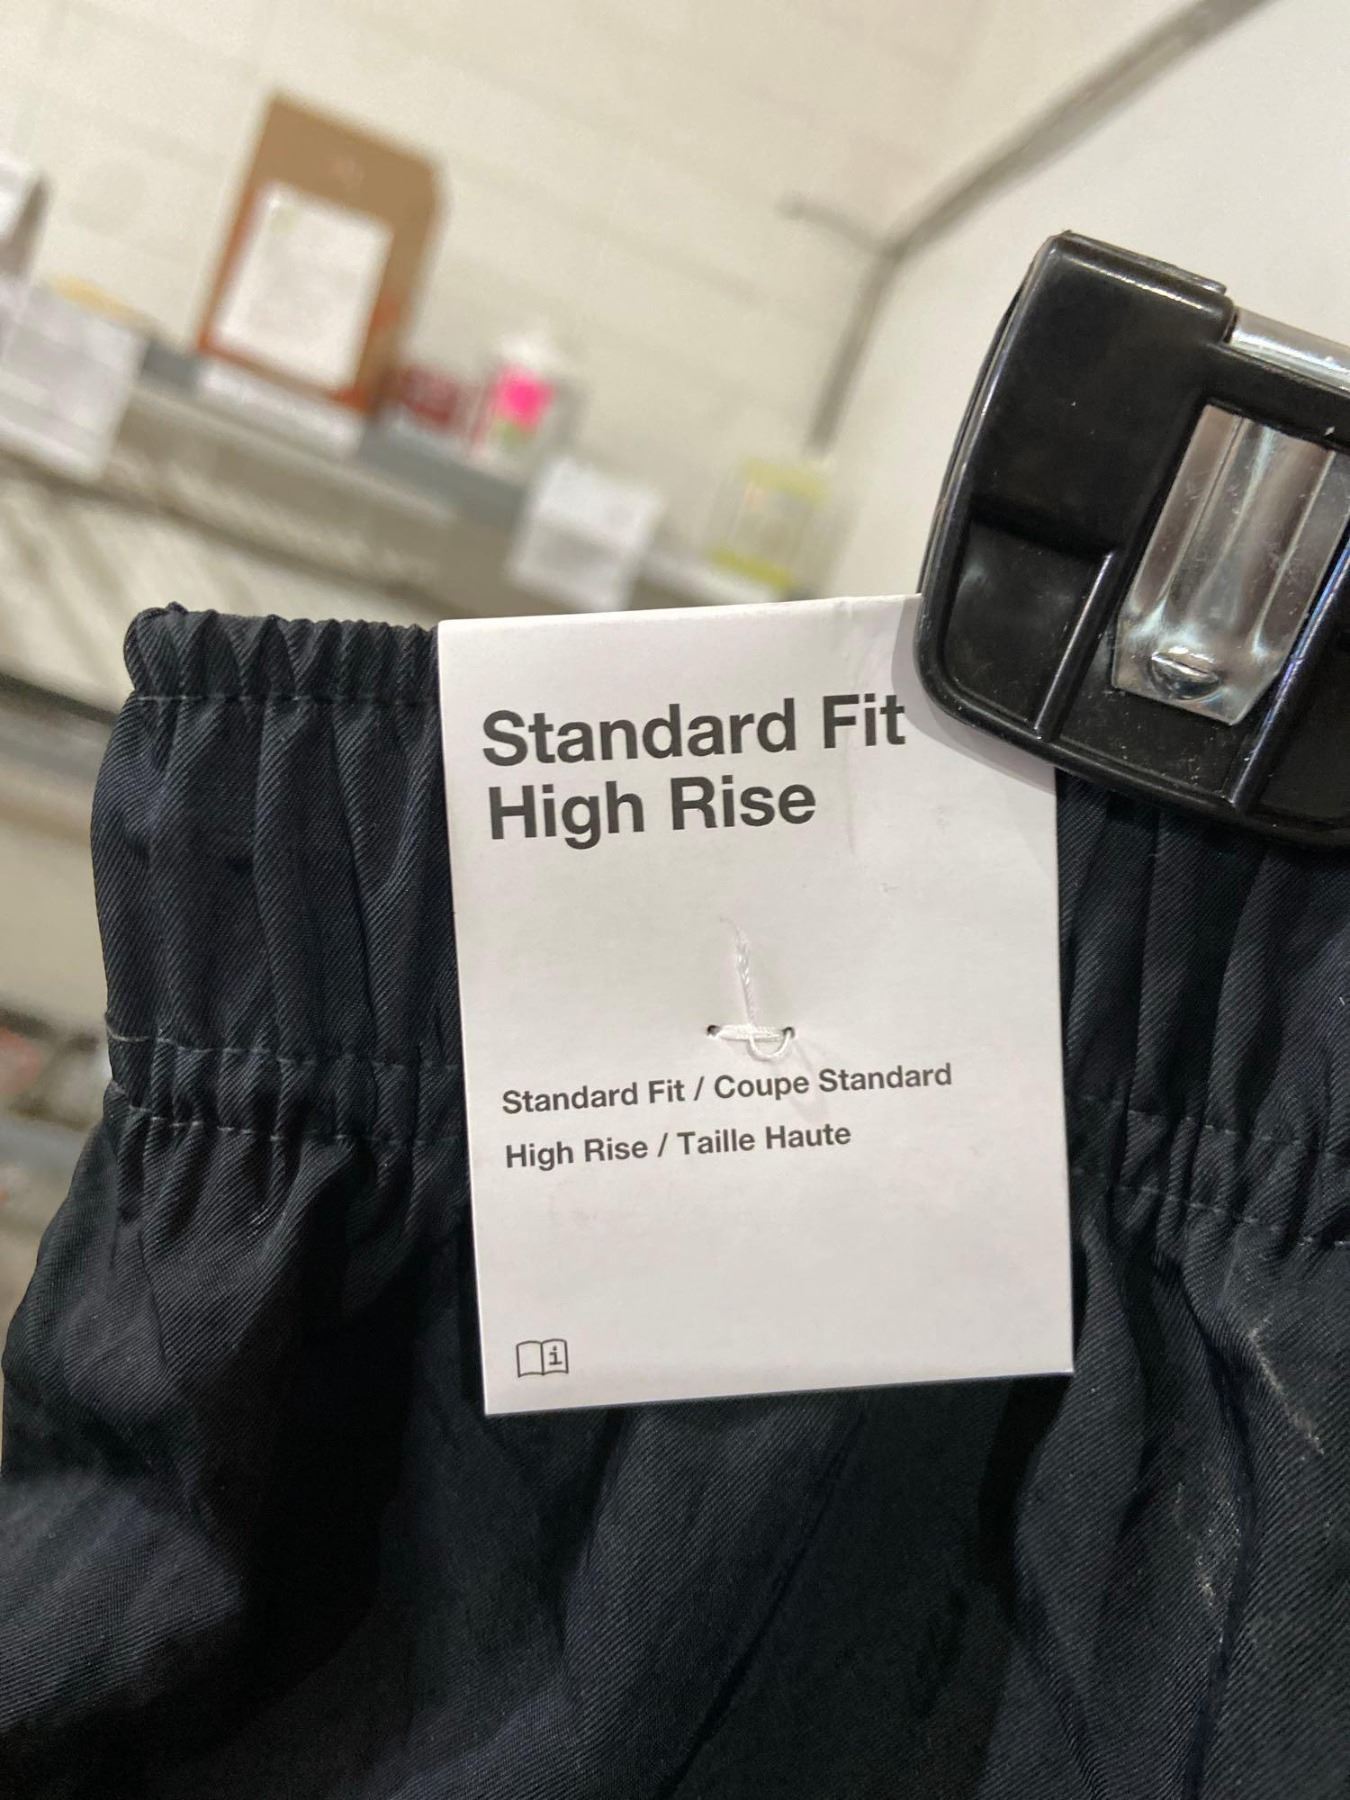 Standard Fit
High Rise
Standard Fit / Coupe Standard
High Rise / Taille Haute
i